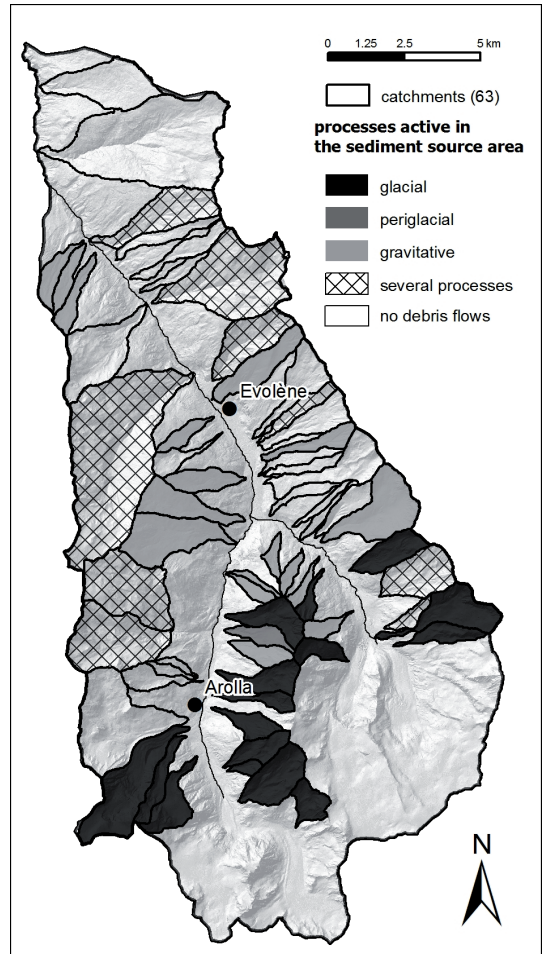 0 1.25 2.5 5 km
catchments (63)
processes active in
the sediment source area
glacial
periglacial
gravitative
several processes
no debris flows
Evolène
Arolla
N